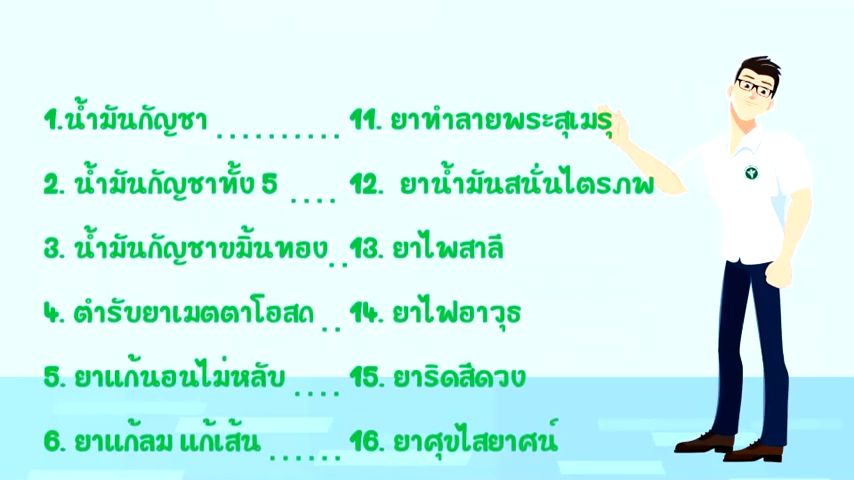 1.น้ำมันกัญชา .......... 11. ยาทำลายพระสุเมรุ
2. น้ำมันกัญชาทั้ง 5 .... 12. ยาน้ำมันสนั่นไตรภพ
3. น้ำมันกัญชาขมิ้นทอง.. 13. ยาไพสาลี
4. ตำรับยาเมตตาโอสถ .. 14. ยาไฟอาวุธ
5. ยาแก้นอนไม่หลับ .... 15. ยาริดสีดวง
6. ยาแก้ลม แก้เส้น ...... 16. ยาศุขไสยาศน์